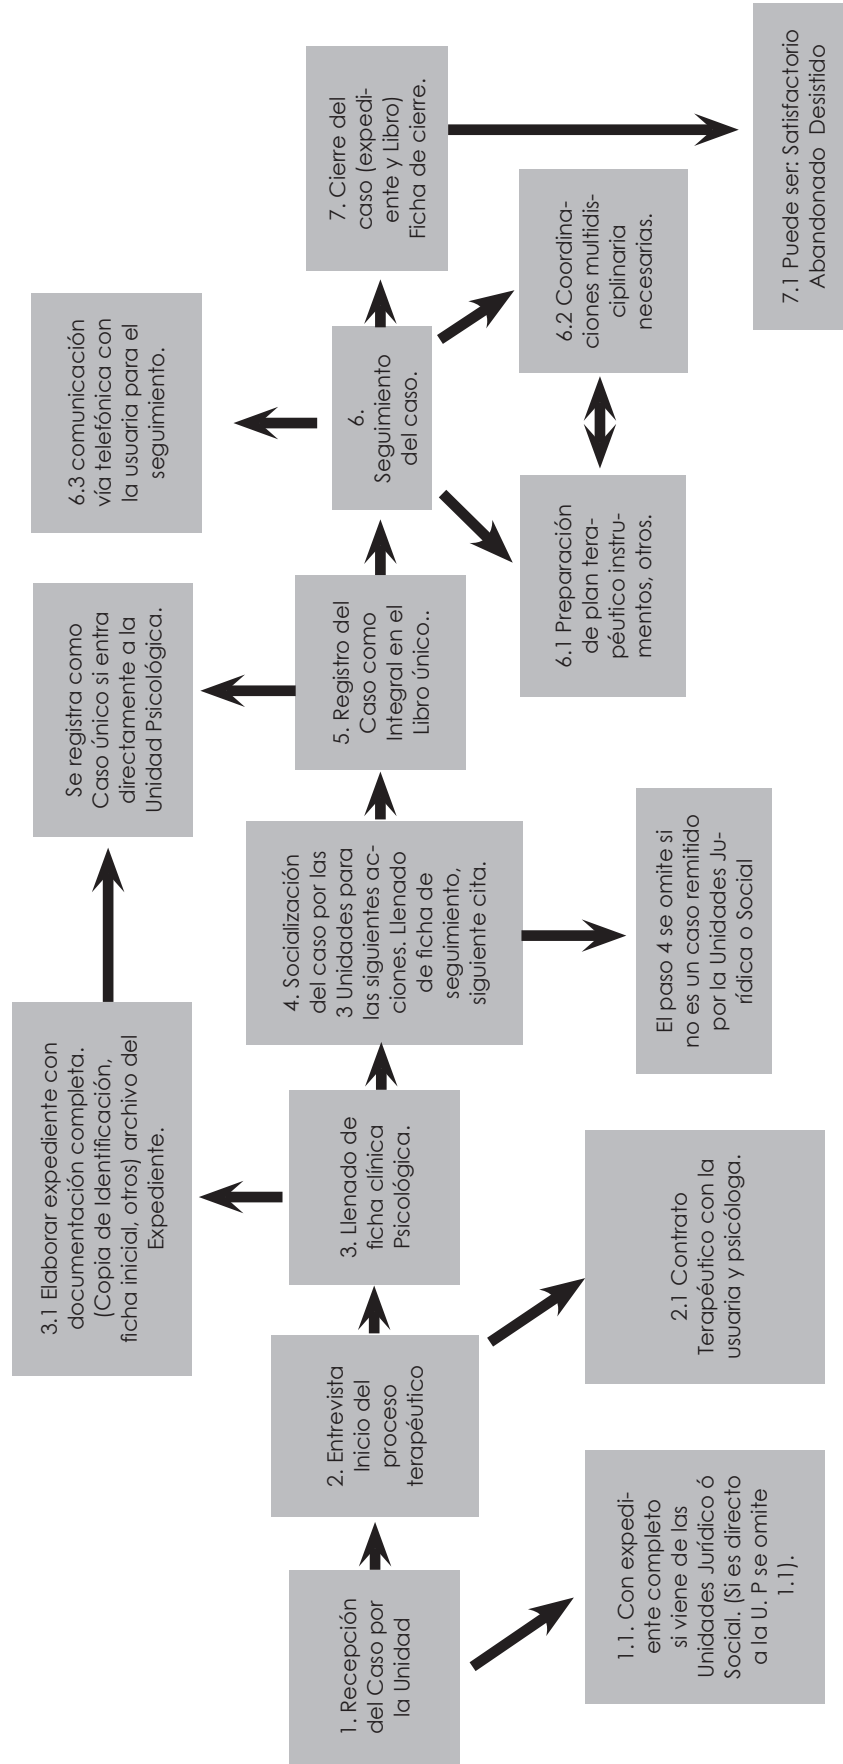 1. Recepción
del Caso por
la Unidad
1.1. Con expedi-
ente completo
si viene de las
Unidades Jurídico ó
Social. (Si es directo
a la U. P se omite
1.1).
2. Entrevista
Inicio del
proceso
terapéutico
2.1 Contrato
Terapéutico con la
usuaria y psicóloga.
3. Llenado de
ficha clínica
Psicológica.
3.1 Elaborar expediente con
documentación completa.
(Copia de Identificación,
ficha inicial, otros) archivo del
Expediente.
4. Socialización
del caso por las
3 Unidades para
las siguientes ac-
ciones. Llenado
de ficha de
seguimiento,
siguiente cita.
El paso 4 se omite si
no es un caso remitido
por la Unidades Ju-
rídica o Social
5. Registro del
Caso como
Integral en el
Libro único..
Se registra como
Caso único si entra
directamente a la
Unidad Psicológica.
6.
Seguimiento
del caso.
6.1 Preparación
de plan tera-
péutico instru-
mentos, otros.
6.2 Coordina-
ciones multidis-
ciplinaria
necesarias.
6.3 comunicación
vía telefónica con
la usuaria para el
seguimiento.
7. Cierre del
caso (expedi-
ente y Libro)
Ficha de cierre.
7.1 Puede ser: Satisfactorio
Abandonado Desistido